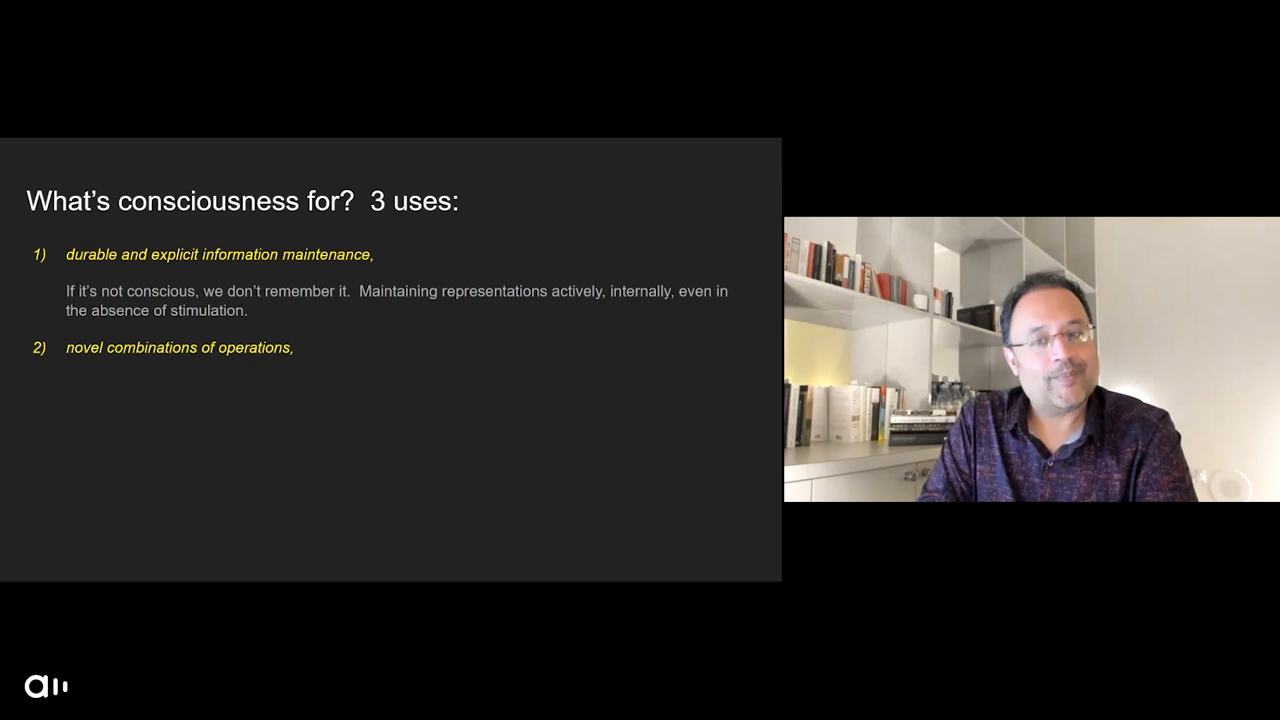 What's consciousness for?  3 uses:
1) durable and explicit information maintenance,
If it's not conscious, we don't remember it.  Maintaining representations actively, internally, even in
the absence of stimulation.
2) novel combinations of operations,